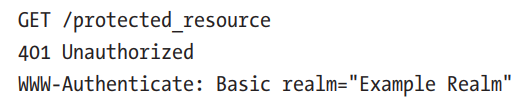 GET /protected_resource
401 Unauthorized
WWW-Authenticate: Basic realm="Example Realm"